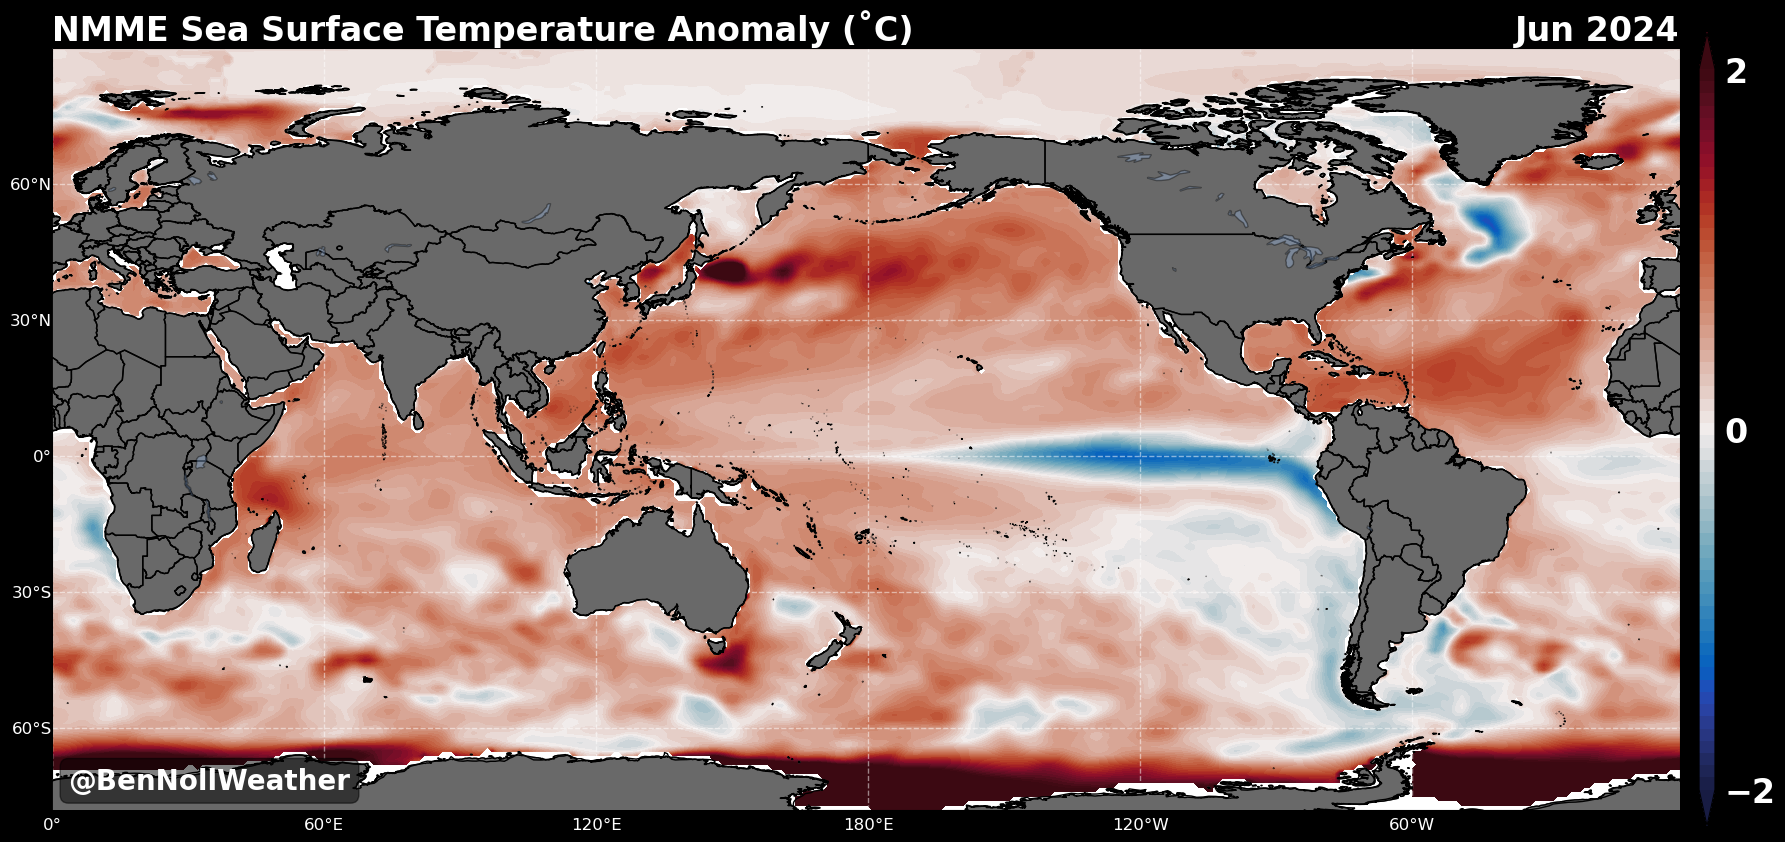 NMME Sea Surface Temperature Anomaly (˚C)
Jun 2024
2
0
−2
60°N
30°N
0°
30°S
60°S
@BenNollWeather
0°
60°E
120°E
180°E
120°W
60°W